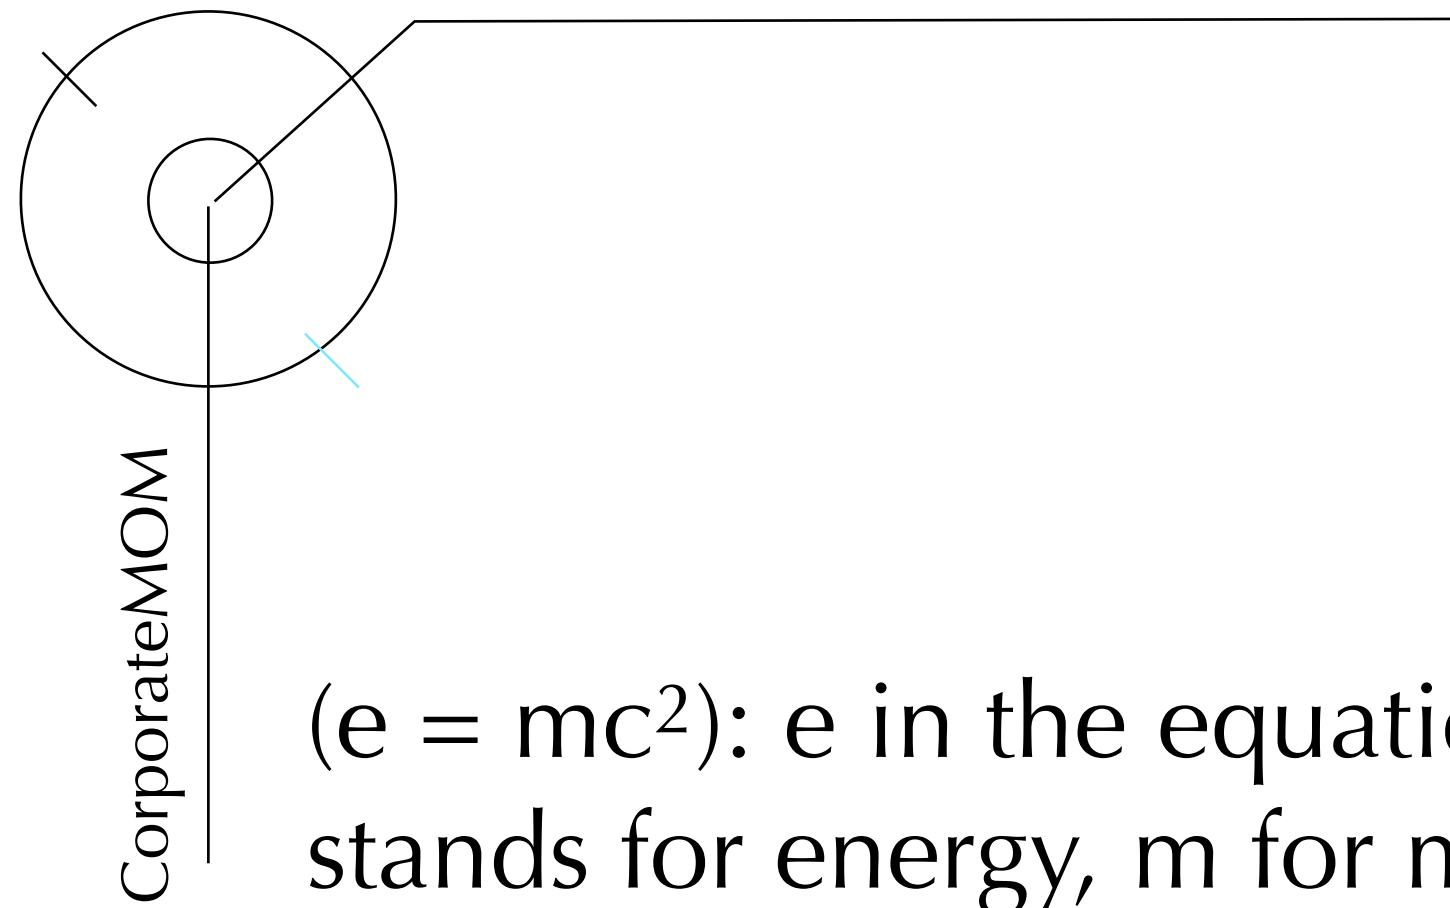 CorporateMOM
(e = mc²): e in the
stands for energy, m for